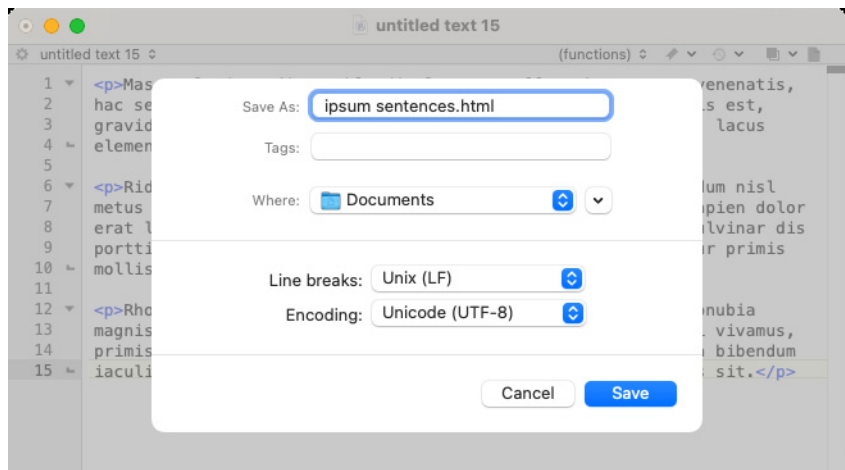 untitled text 15
untitled text 15
(functions)
1 <p>Mas venenatis,
2 hac se s est,
3 gravid lacus
4 elemen
5
6 <p>Rid um nisl
7 metus pien dolor
8 erat l lvinar dis
9 portti r primis
10 mollis
11
12 <p>Rho nubia
13 magnis vivamus,
14 primis bibendum
15 iaculi sit.</p>
Save As: ipsum sentences.html
Tags:
Where: Documents
Line breaks: Unix (LF)
Encoding: Unicode (UTF-8)
Cancel Save